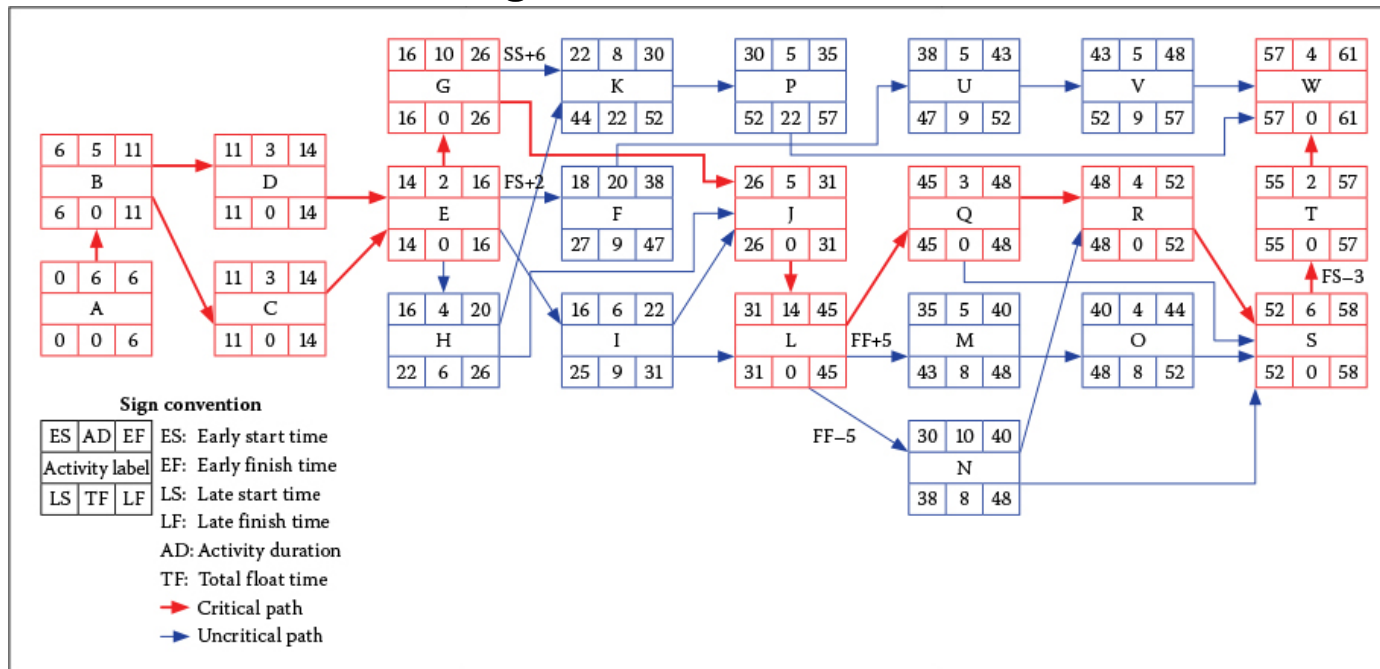 16 10 26 SS+6 22 8 30 30 5 35 38 5 43 43 5 48 57 4 61
G K P U V W
16 0 26 44 22 52 52 22 57 47 9 52 52 9 57 57 0 61
6 5 11 11 3 14 14 2 16 FS+2 18 20 38 26 5 31 45 3 48 48 4 52 55 2 57
B D E F J Q R T
6 0 11 11 0 14 14 0 16 27 9 47 26 0 31 45 0 48 48 0 52 55 0 57
FS−3
0 6 6 11 3 14 16 4 20 16 6 22 31 14 45 35 5 40 40 4 44 52 6 58
A C H I L FF+5 M O S
0 0 6 11 0 14 22 6 26 25 9 31 31 0 45 43 8 48 48 8 52 52 0 58
FF−5 30 10 40
N
38 8 48
Sign convention
ES AD EF
Activity label
LS TF LF
ES: Early start time
EF: Early finish time
LS: Late start time
LF: Late finish time
AD: Activity duration
TF: Total float time
Critical path
Uncritical path